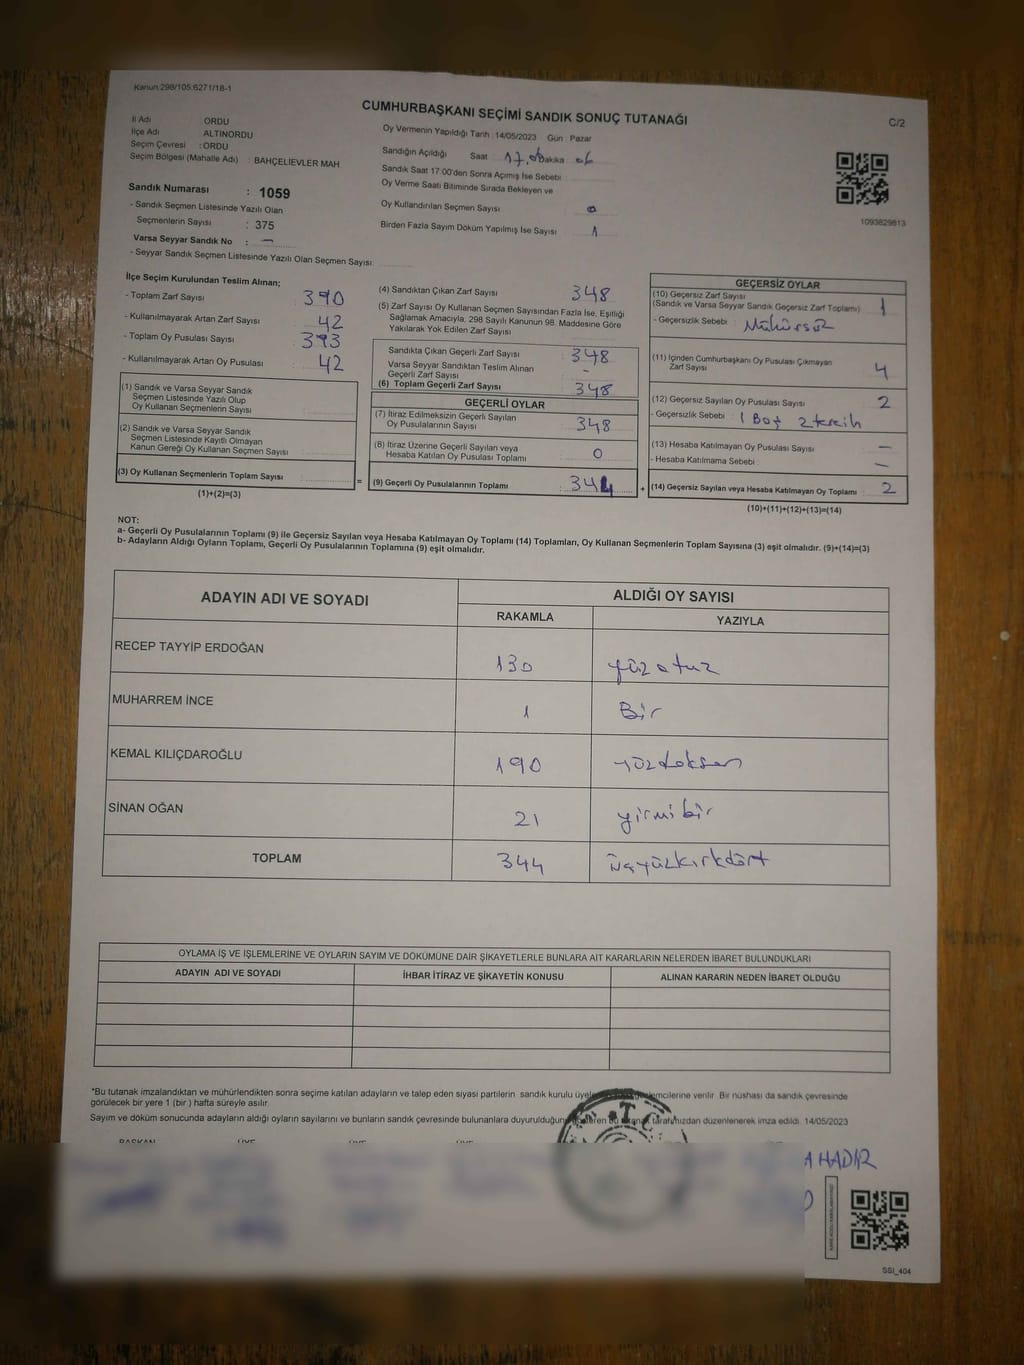 Kanun:298/105;6271/18-1
CUMHURBAŞKANI SEÇİMİ SANDIK SONUÇ TUTANAĞI
C/2
İl Adı ORDU
İlçe Adı ALTINORDU
Seçim Çevresi : ORDU
Seçim Bölgesi (Mahalle Adı) : BAHÇELİEVLER MAH
Sandık Numarası : 1059
- Sandık Seçmen Listesinde Yazılı Olan
Seçmenlerin Sayısı : 375
Varsa Seyyar Sandık No : -
- Seyyar Sandık Seçmen Listesinde Yazılı Olan Seçmen Sayısı:
Oy Vermenin Yapıldığı Tarih : 14/05/2023 Gün : Pazar
Sandığın Açıldığı Saat 17.06 Dakika 06
Sandık Saat 17:00'den Sonra Açımış İse Sebebi
Oy Verme Saati Bitiminde Sırada Bekleyen ve
Oy Kullandırılan Seçmen Sayısı 0
Birden Fazla Sayım Döküm Yapılmış İse Sayısı 1
1093829813
İlçe Seçim Kurulundan Teslim Alınan;
- Toplam Zarf Sayısı 390
- Kullanılmayarak Artan Zarf Sayısı 42
- Toplam Oy Pusulası Sayısı 393
- Kullanılmayarak Artan Oy Pusulası 42
(1) Sandık ve Varsa Seyyar Sandık
Seçmen Listesinde Yazılı Olup
Oy Kullanan Seçmenlerin Sayısı
(2) Sandık ve Varsa Seyyar Sandık
Seçmen Listesinde Kayıtlı Olmayan
Kanun Gereği Oy Kullanan Seçmen Sayısı
(3) Oy Kullanan Seçmenlerin Toplam Sayısı =
(1)+(2)=(3)
(4) Sandıktan Çıkan Zarf Sayısı 348
(5) Zarf Sayısı Oy Kullanan Seçmen Sayısından Fazla İse, Eşitliği
Sağlamak Amacıyla, 298 Sayılı Kanunun 98. Maddesine Göre
Yakılarak Yok Edilen Zarf Sayısı
Sandıkta Çıkan Geçerli Zarf Sayısı 348
Varsa Seyyar Sandıktan Teslim Alınan
Geçerli Zarf Sayısı -
(6) Toplam Geçerli Zarf Sayısı 348
GEÇERLİ OYLAR
(7) İtiraz Edilmeksizin Geçerli Sayılan
Oy Pusulalarının Sayısı 348
(8) İtiraz Üzerine Geçerli Sayılan veya
Hesaba Katılan Oy Pusulası Toplamı 0
(9) Geçerli Oy Pusulalarının Toplamı 344 +
GEÇERSİZ OYLAR
(10) Geçersiz Zarf Sayısı
(Sandık ve Varsa Seyyar Sandık Geçersiz Zarf Toplamı) 1
- Geçersizlik Sebebi : Mühürsüz
(11) İçinden Cumhurbaşkanı Oy Pusulası Çıkmayan
Zarf Sayısı 4
(12) Geçersiz Sayılan Oy Pusulası Sayısı 2
- Geçersizlik Sebebi : 1 Boş 2 tercih
(13) Hesaba Katılmayan Oy Pusulası Sayısı -
- Hesaba Katılmama Sebebi -
(14) Geçersiz Sayılan veya Hesaba Katılmayan Oy Toplamı 2
(10)+(11)+(12)+(13)=(14)
NOT:
a- Geçerli Oy Pusulalarının Toplamı (9) ile Geçersiz Sayılan veya Hesaba Katılmayan Oy Toplamı (14) Toplamları, Oy Kullanan Seçmenlerin Toplam Sayısına (3) eşit olmalıdır. (9)+(14)=(3)
b- Adayların Aldığı Oyların Toplamı, Geçerli Oy Pusulalarının Toplamına (9) eşit olmalıdır.
ADAYIN ADI VE SOYADI ALDIĞI OY SAYISI
RAKAMLA YAZIYLA
RECEP TAYYİP ERDOĞAN 130 yüzotuz
MUHARREM İNCE 1 Bir
KEMAL KILIÇDAROĞLU 190 yüzdoksan
SİNAN OĞAN 21 yirmibir
TOPLAM 344 üçyüzkırkdört
OYLAMA İŞ VE İŞLEMLERİNE VE OYLARIN SAYIM VE DÖKÜMÜNE DAİR ŞİKAYETLERLE BUNLARA AİT KARARLARIN NELERDEN İBARET BULUNDUKLARI
ADAYIN ADI VE SOYADI İHBAR İTİRAZ VE ŞİKAYETİN KONUSU ALINAN KARARIN NEDEN İBARET OLDUĞU
*Bu tutanak imzalandıktan ve mühürlendikten sonra seçime katılan adayların ve talep eden siyasi partilerin sandık kurulu verilir. Bir nüshası da sandık çevresinde
görülecek bir yere 1 (bir) hafta süreyle asılır.
Sayım ve döküm sonucunda adayların aldığı oyların sayılarını ve bunların sandık çevresinde bulunanlara duyurulduğunu tarafımızdan düzenlenerek imza edildi. 14/05/2023
BAŞKAN ÜYE ÜYE ÜYE
T.C.
HADIR
SSI_404